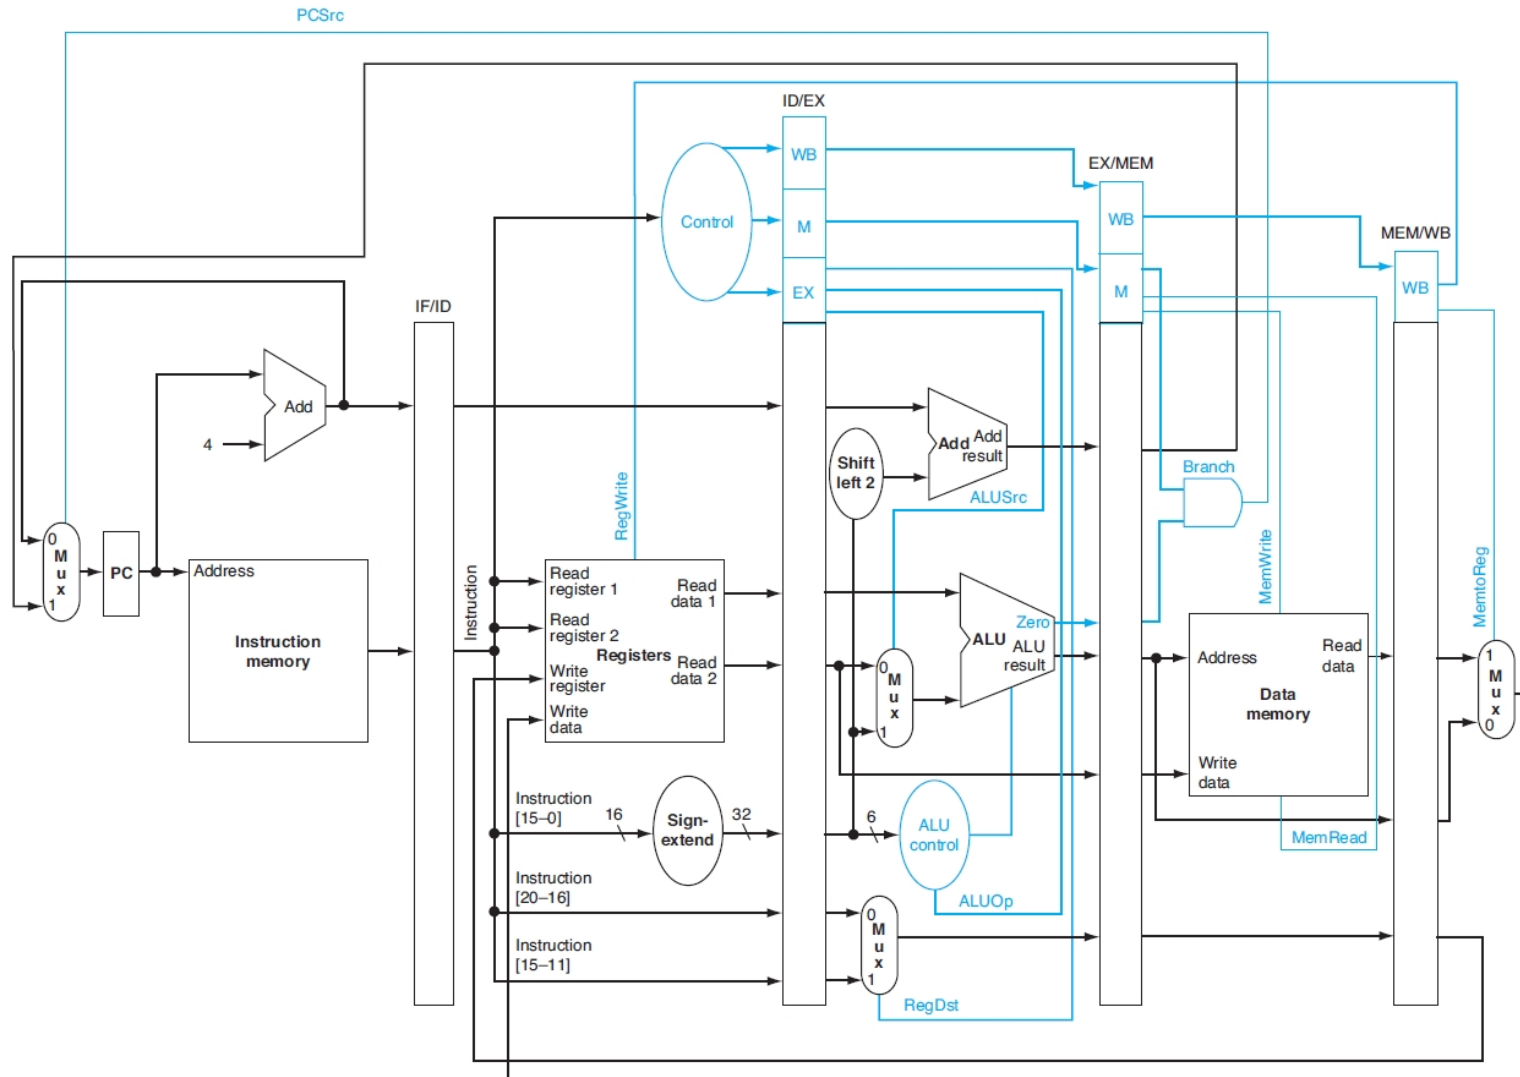 PCSrc
ID/EX
WB
EX/MEM
Control
M
WB
MEM/WB
EX
M
WB
IF/ID
Add
4
Add Add
result
Shift
left 2
Branch
ALUSrc
RegWrite
0
M
u
x
1
PC
Address
Instruction
memory
Instruction
Read
register 1
Read
data 1
Read
register 2
Registers
Read
data 2
Write
register
Write
data
0
M
u
x
1
Zero
ALU
ALU
result
MemWrite
Address
Read
data
Data
memory
Write
data
MemtoReg
1
M
u
x
0
Instruction
[15–0]
16
Sign-
extend
32
6
ALU
control
MemRead
Instruction
[20–16]
ALUOp
0
M
u
x
1
Instruction
[15–11]
RegDst